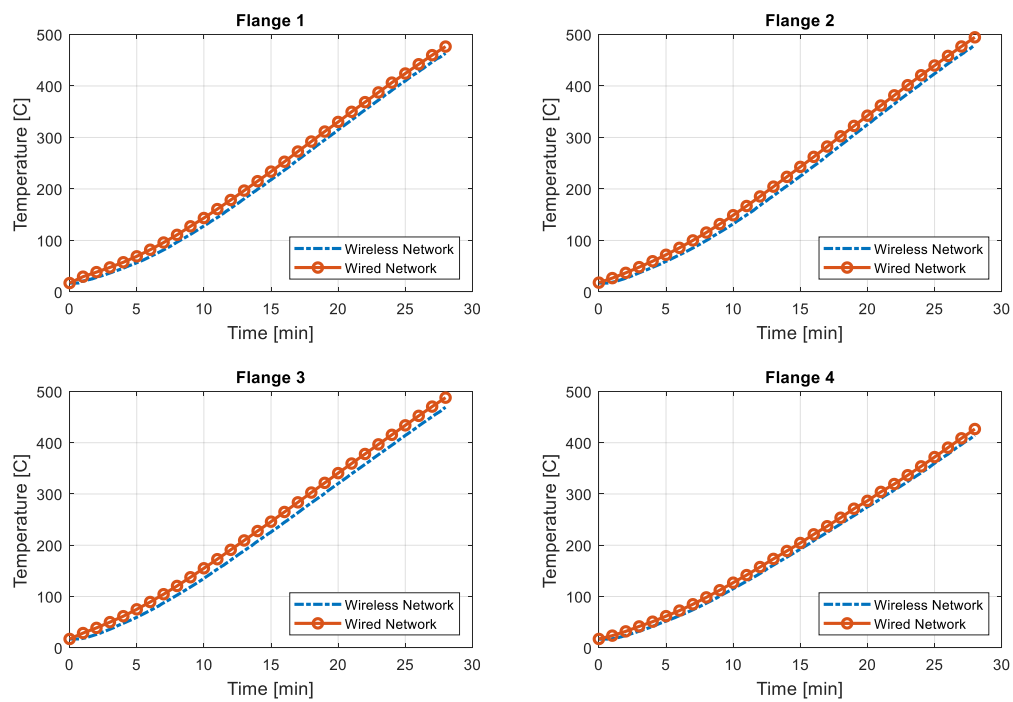 Flange 1
500
400
300
200
100
0
Temperature [C]
Wireless Network
Wired Network
0 5 10 15 20 25 30
Time [min]
Flange 2
500
400
300
200
100
0
Temperature [C]
Wireless Network
Wired Network
0 5 10 15 20 25 30
Time [min]
Flange 3
500
400
300
200
100
0
Temperature [C]
Wireless Network
Wired Network
0 5 10 15 20 25 30
Time [min]
Flange 4
500
400
300
200
100
0
Temperature [C]
Wireless Network
Wired Network
0 5 10 15 20 25 30
Time [min]